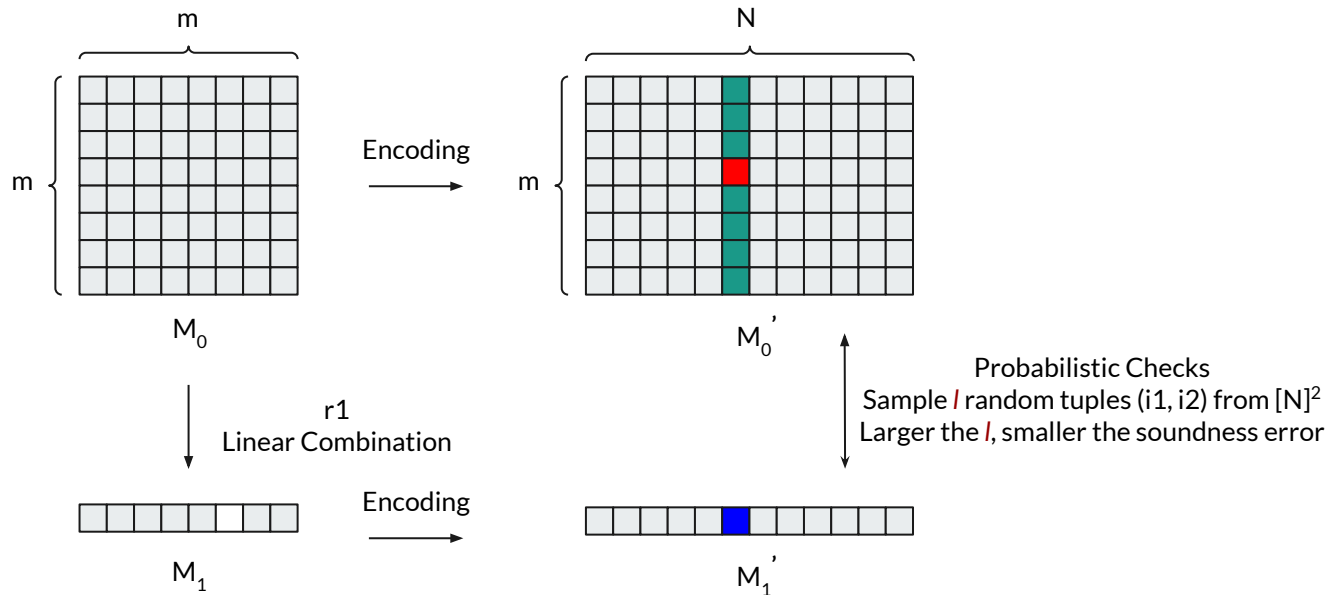 m
N
m
Encoding
m
M₀
M₀’
Probabilistic Checks
Sample l random tuples (i1, i2) from [N]²
Larger the l, smaller the soundness error
r1
Linear Combination
Encoding
M₁
M₁’